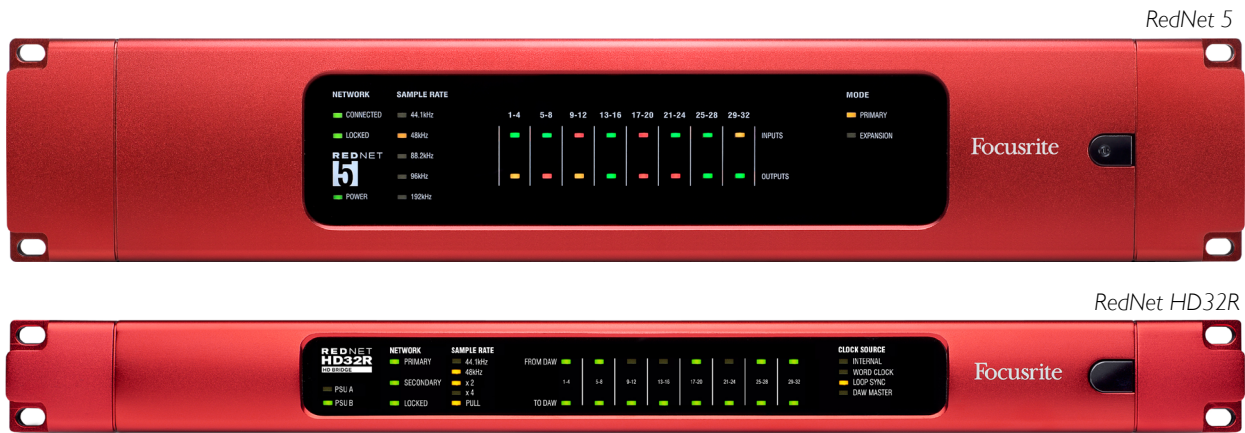 RedNet 5
NETWORK SAMPLE RATE MODE
CONNECTED 44.1kHz 1-4 5-8 9-12 13-16 17-20 21-24 25-28 29-32 PRIMARY
LOCKED 48kHz INPUTS EXPANSION
REDNET 88.2kHz Focusrite
5 96kHz OUTPUTS
POWER 192kHz
RedNet HD32R
REDNET NETWORK SAMPLE RATE CLOCK SOURCE
HD32R PRIMARY 44.1kHz FROM DAW INTERNAL
HD BRIDGE 48kHz WORD CLOCK Focusrite
PSU A SECONDARY x 2 1-4 5-8 9-12 13-16 17-20 21-24 25-28 29-32 LOOP SYNC
x 4 DAW MASTER
PSU B LOCKED PULL TO DAW